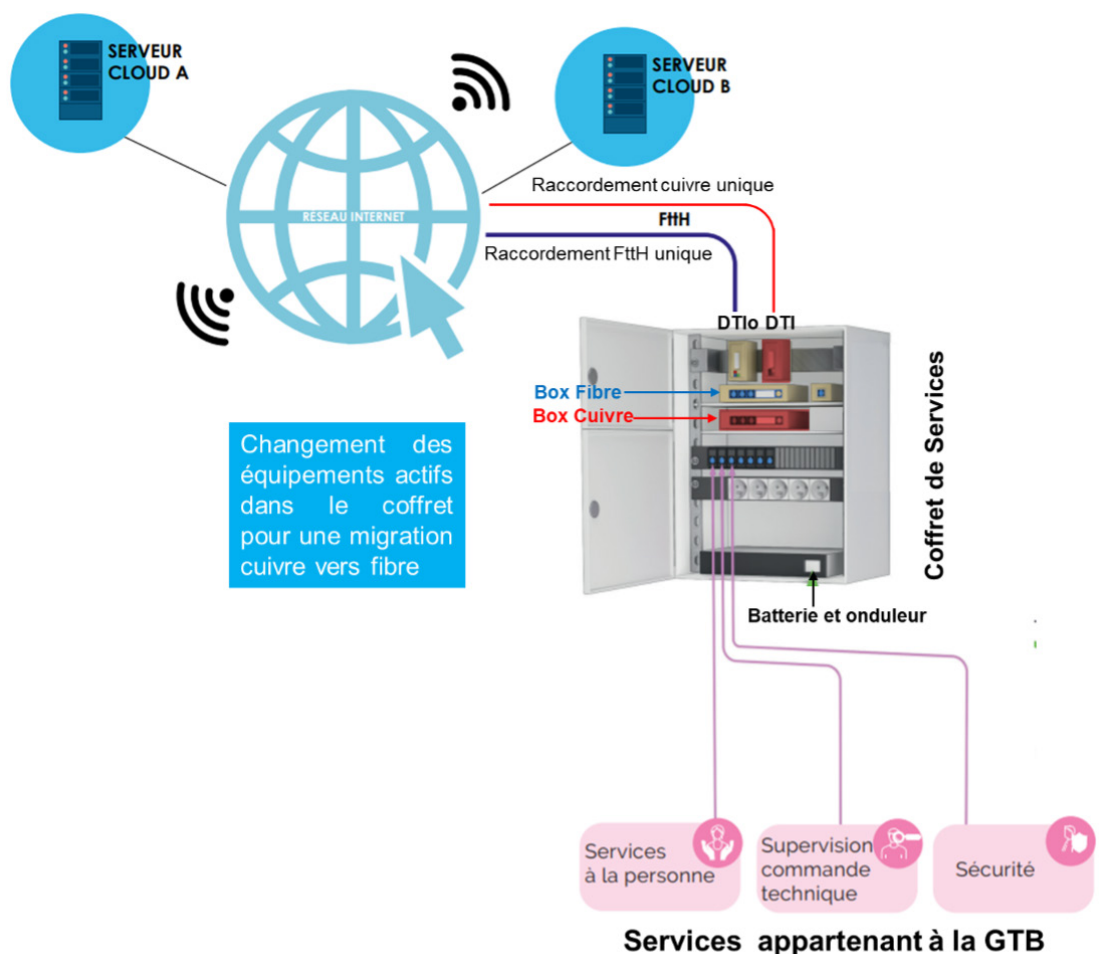 SERVEUR
CLOUD A
SERVEUR
CLOUD B
Raccordement cuivre unique
RÉSEAU INTERNET
FttH
Raccordement FttH unique
DTIo DTI
Box Fibre
Box Cuivre
Coffret de Services
Changement des
équipements actifs
dans le coffret
pour une migration
cuivre vers fibre
Batterie et onduleur
Services
à la personne
Supervision
commande
technique
Sécurité
Services appartenant à la GTB